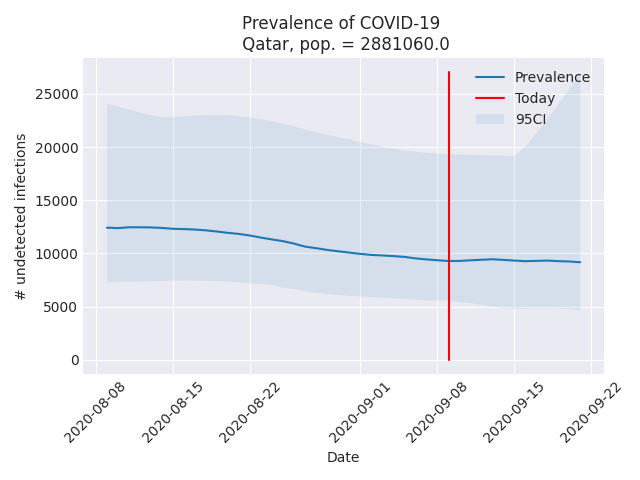 Prevalence of COVID-19
Qatar, pop. = 2881060.0
Prevalence
Today
95CI
# undetected infections
25000
20000
15000
10000
5000
0
2020-08-08
2020-08-15
2020-08-22
2020-09-01
2020-09-08
2020-09-15
2020-09-22
Date